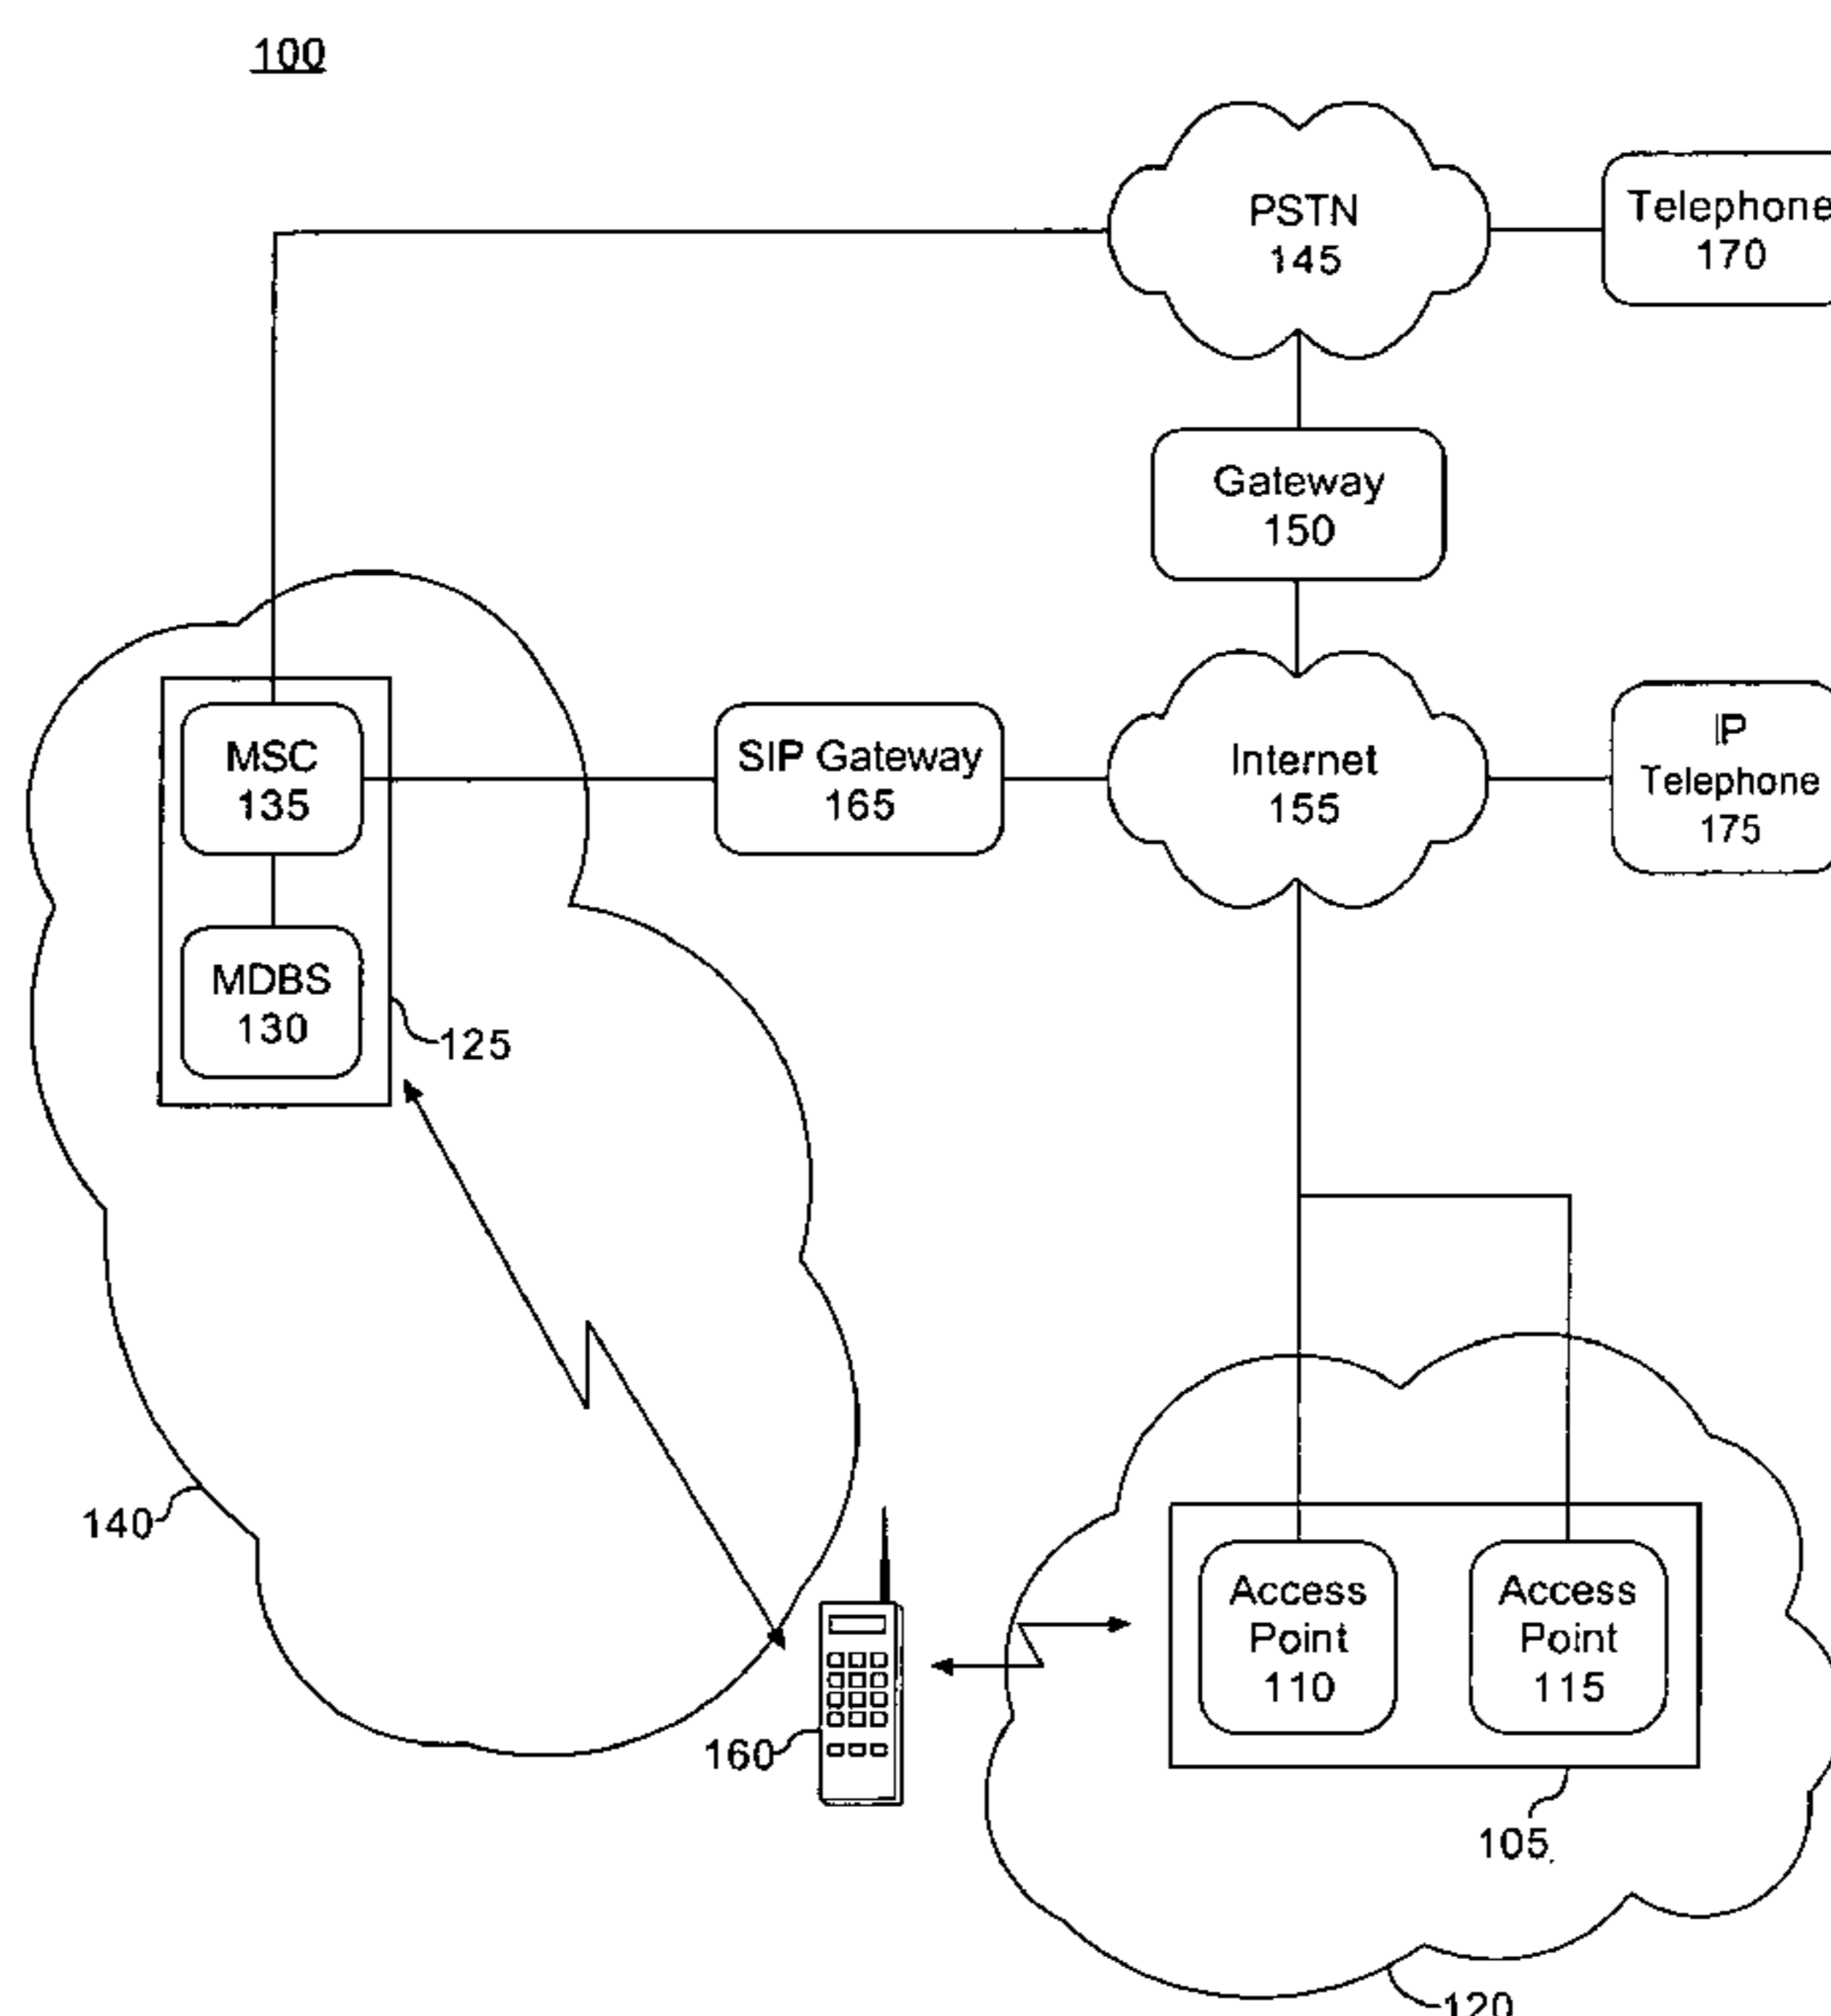 100
PSTN
145
Telephone
170
Gateway
150
MSC
135
SIP Gateway
165
Internet
155
IP
Telephone
175
MDBS
130
125
140
Access
Point
110
Access
Point
115
160
105
120